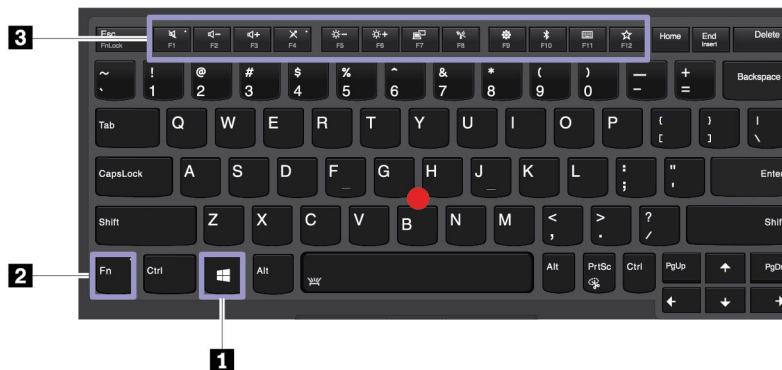 3
Esc F1 F2 F3 F4 F5 F6 F7 F8 F9 F10 F11 F12 Home End Delete
FnLock Insert
~ ! @ # $ % ^ & * ( ) — +
` 1 2 3 4 5 6 7 8 9 0 - = Backspace
Tab Q W E R T Y U I O P { } |
[ ] \
CapsLock A S D F G H J K L : " Enter
; '
Shift Z X C V B N M < > ? Shift
, . /
2
Fn Ctrl Alt Alt PrtSc Ctrl PgUp PgDn
1